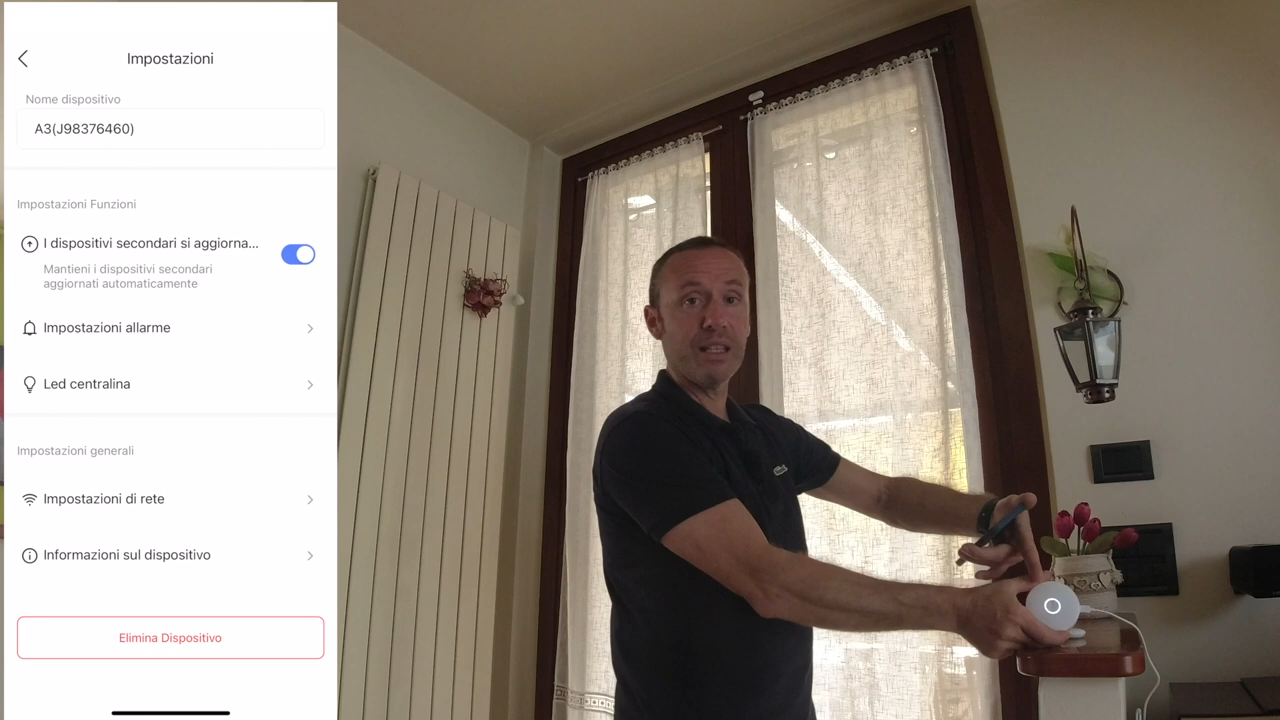 Impostazioni
Nome dispositivo
A3(J98376460)
Impostazioni Funzioni
I dispositivi secondari si aggiorna...
Mantieni i dispositivi secondari
aggiornati automaticamente
Impostazioni allarme
Led centralina
Impostazioni generali
Impostazioni di rete
Informazioni sul dispositivo
Elimina Dispositivo